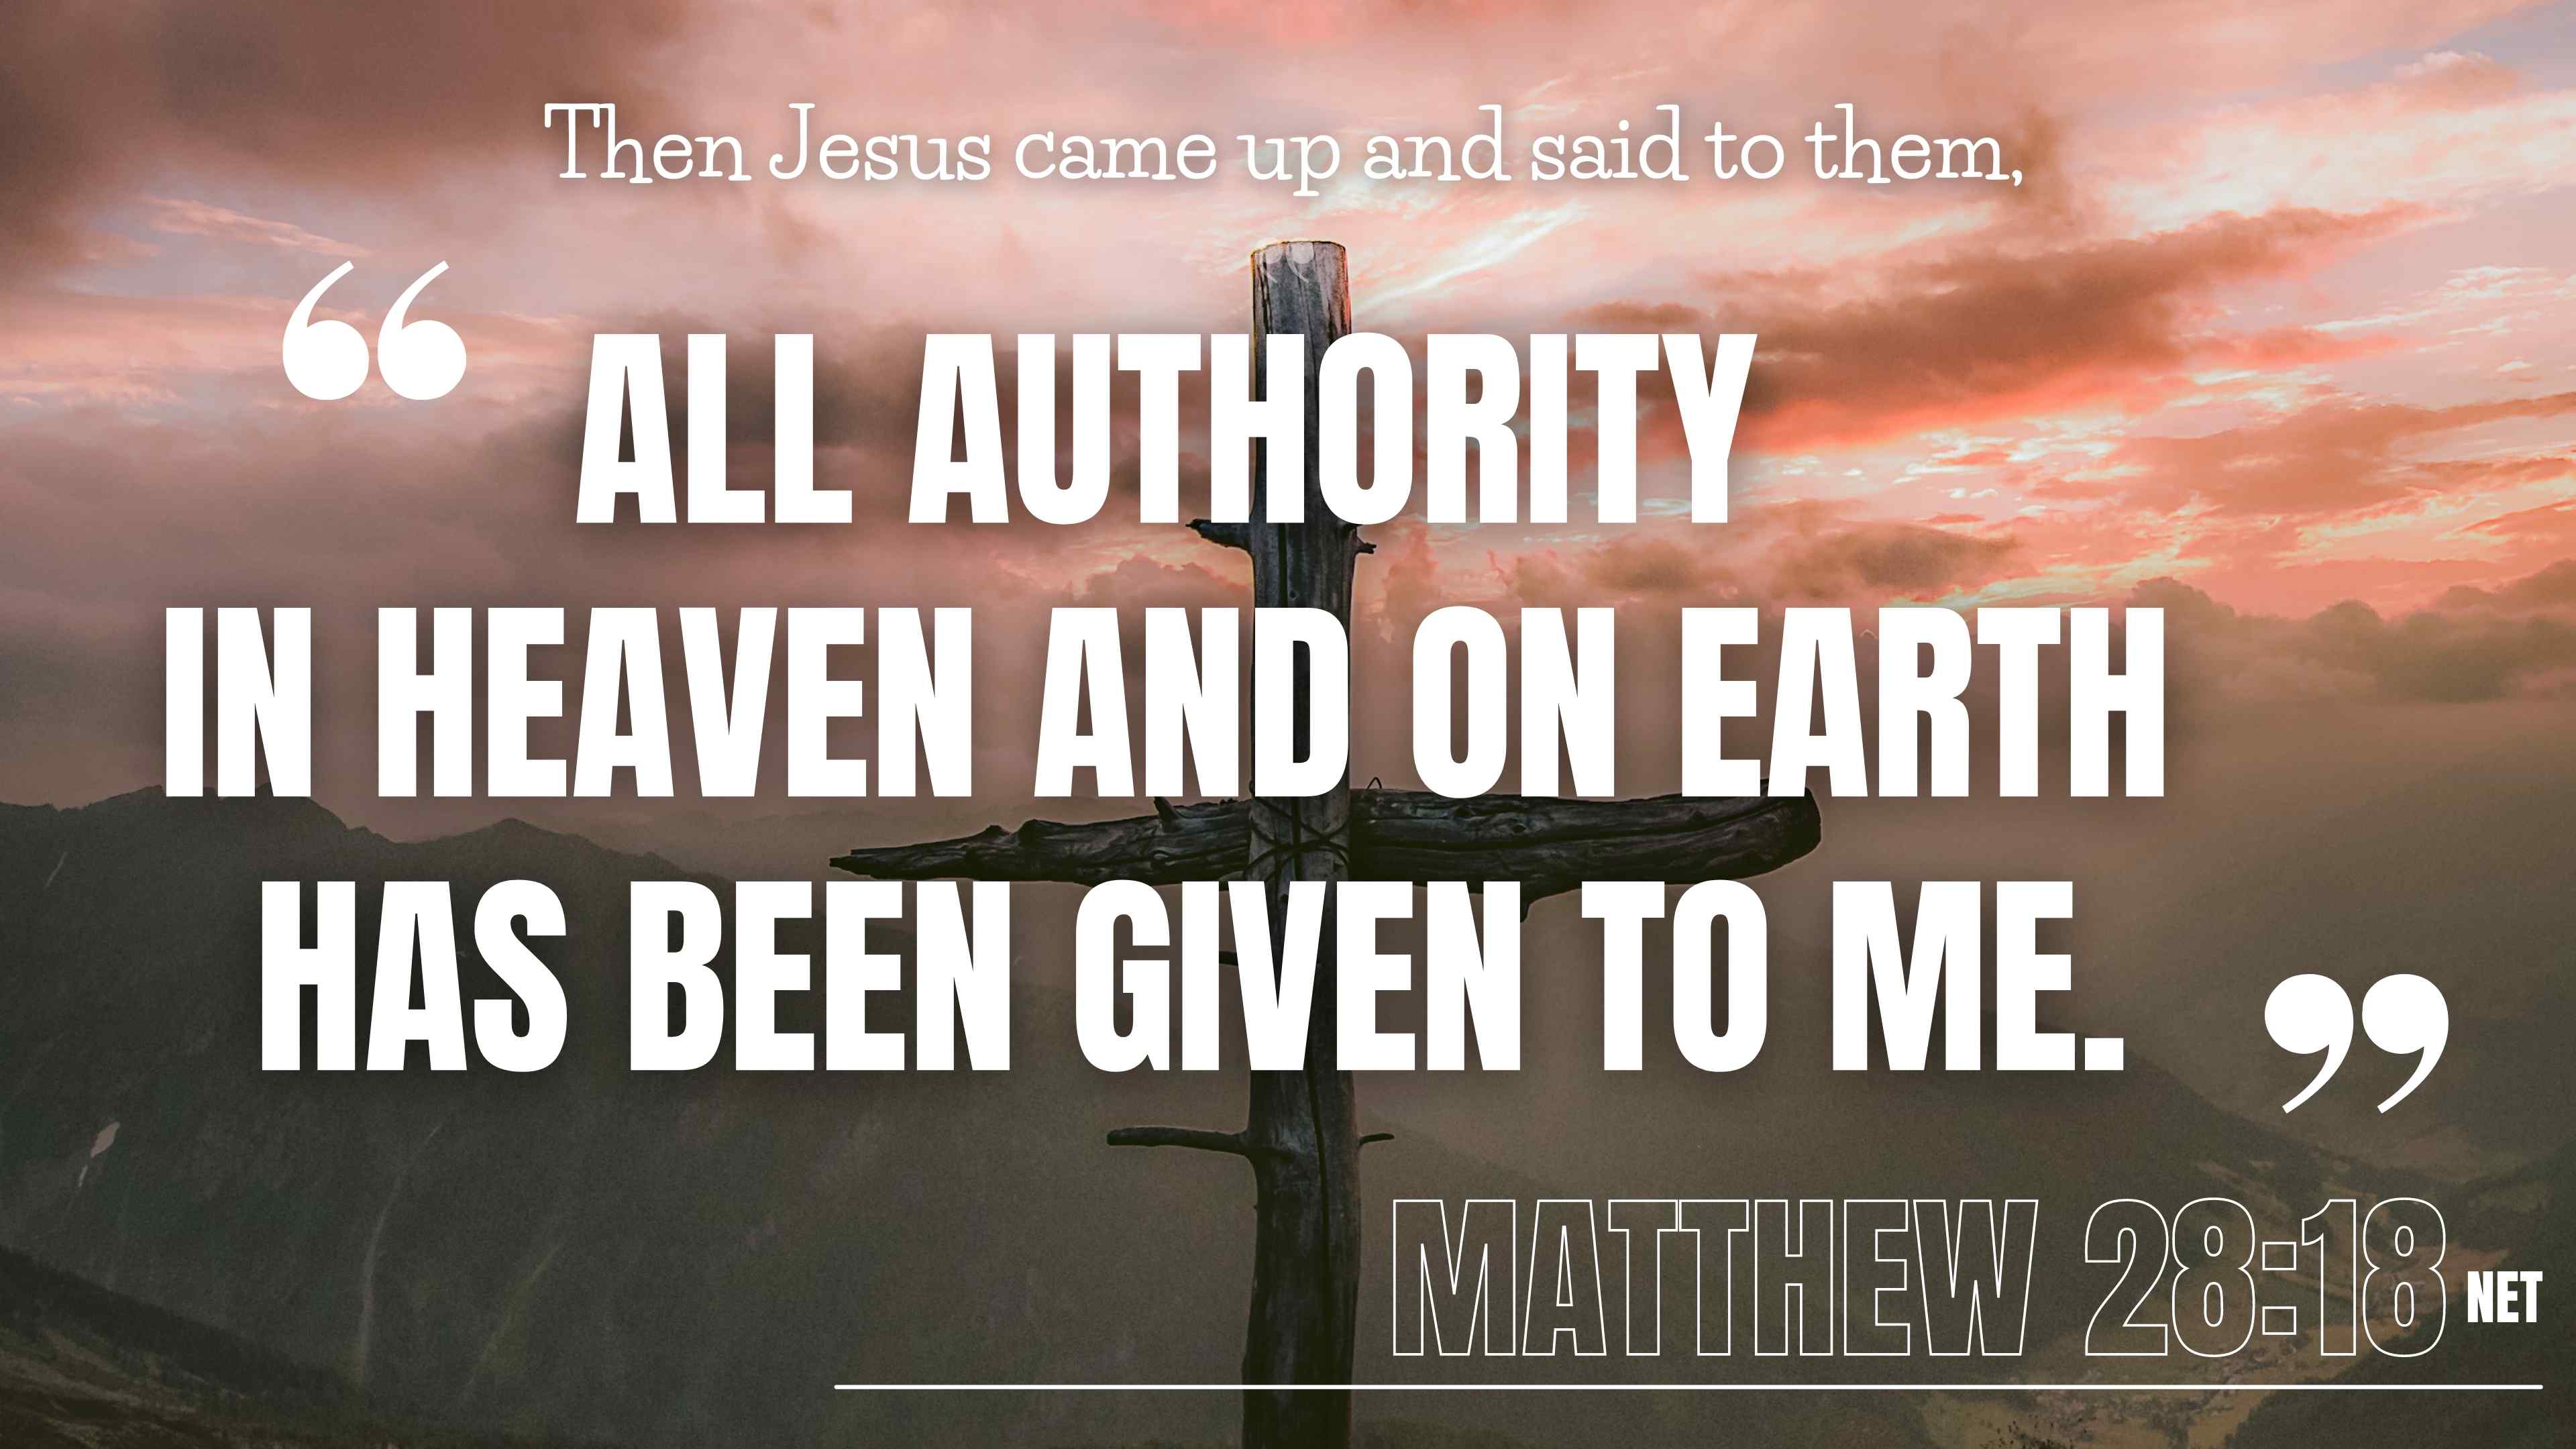 Then Jesus came up and said to them,
“ ALL AUTHORITY
IN HEAVEN AND ON EARTH
HAS BEEN GIVEN TO ME. ”
MATTHEW 28:18 NET